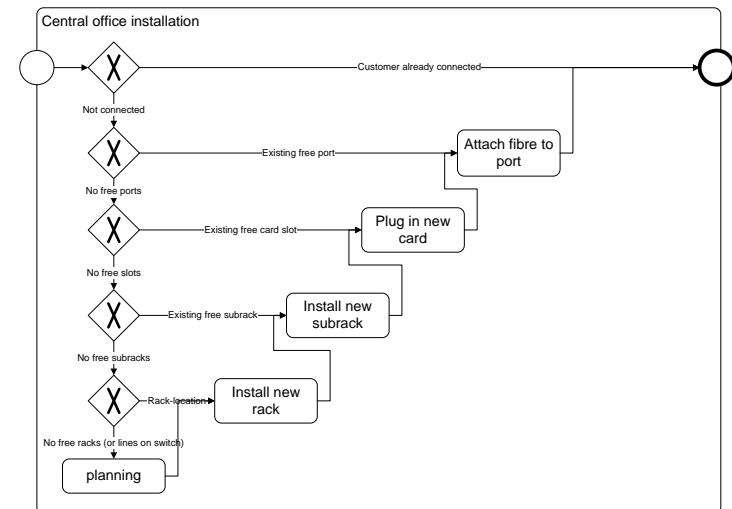 Central office installation
Customer already connected
Not connected
Attach fibre to
port
Existing free port
No free ports
Plug in new
card
Existing free card slot
No free slots
Install new
subrack
Existing free subrack
No free subracks
Install new
rack
Rack-location
No free racks (or lines on switch)
planning